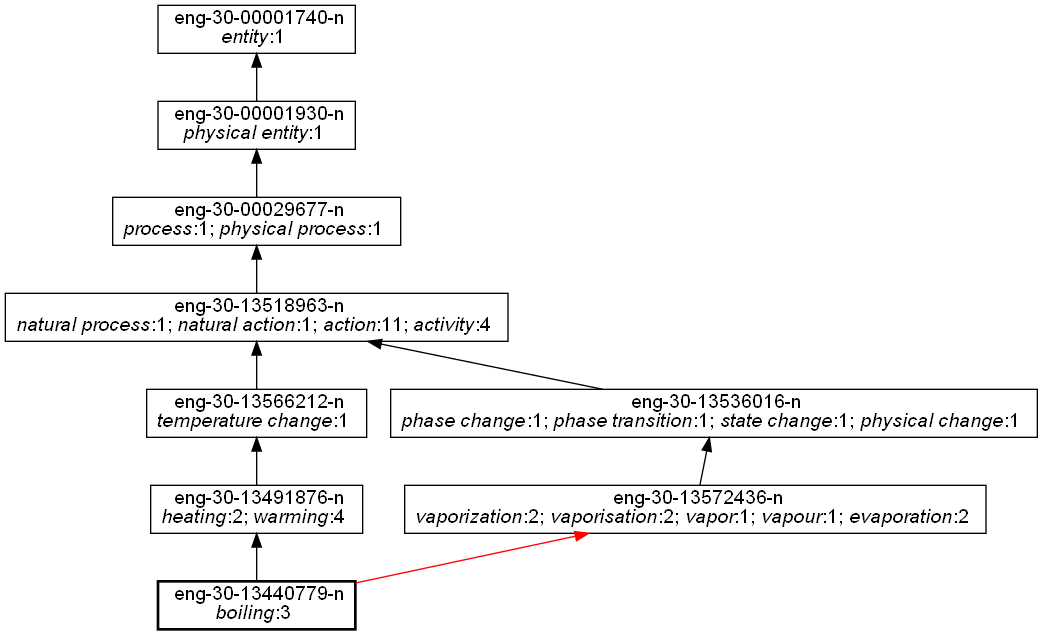 eng-30-00001740-n
entity:1
eng-30-00001930-n
physical entity:1
eng-30-00029677-n
process:1; physical process:1
eng-30-13518963-n
natural process:1; natural action:1; action:11; activity:4
eng-30-13566212-n
temperature change:1
eng-30-13536016-n
phase change:1; phase transition:1; state change:1; physical change:1
eng-30-13491876-n
heating:2; warming:4
eng-30-13572436-n
vaporization:2; vaporisation:2; vapor:1; vapour:1; evaporation:2
eng-30-13440779-n
boiling:3